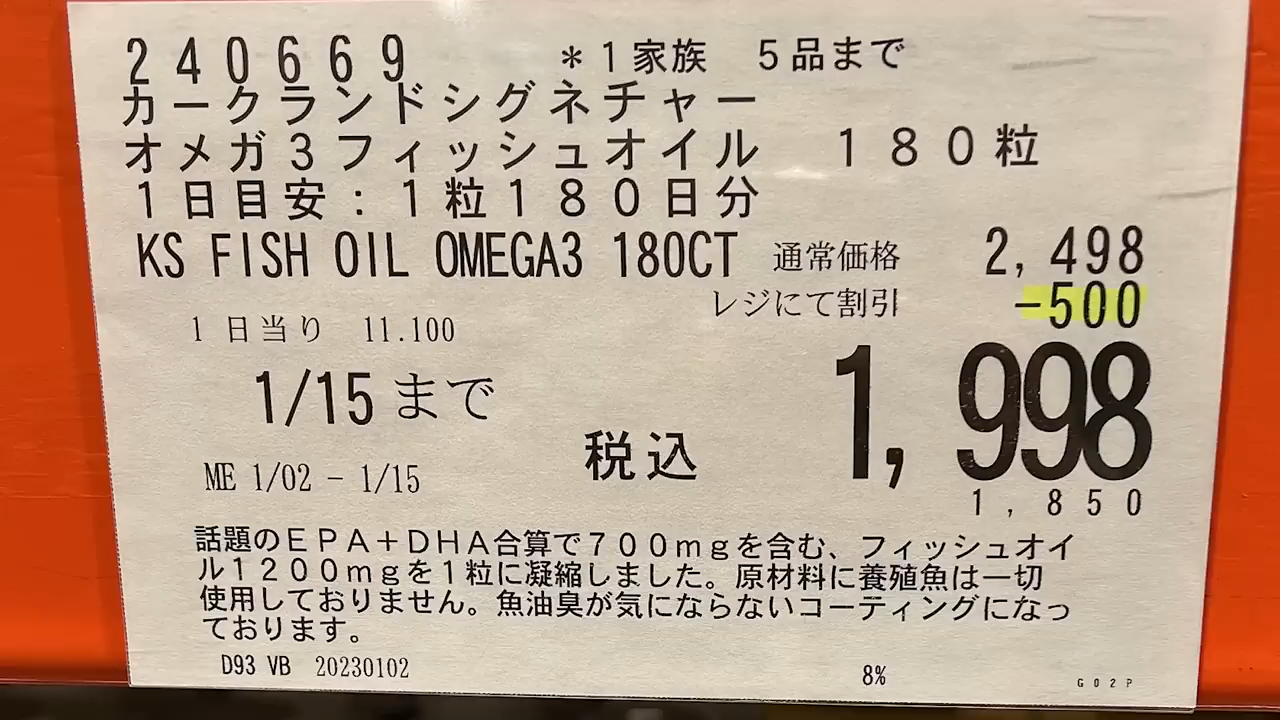 240669 *1家族 5品まで
カークランドシグネチャー
オメガ3フィッシュオイル 180粒
1日目安:1粒180日分
KS FISH OIL OMEGA3 180CT 通常価格 2,498
レジにて割引 -500
1日当り 11.100
1/15まで
税込 1,998
ME 1/02 - 1/15
1,850
話題のEPA+DHA合算で700mgを含む、フィッシュオイ
ル1200mgを1粒に凝縮しました。原材料に養殖魚は一切
使用しておりません。魚油臭が気にならないコーティングになっ
ております。
D93 VB 20230102 8% G02P